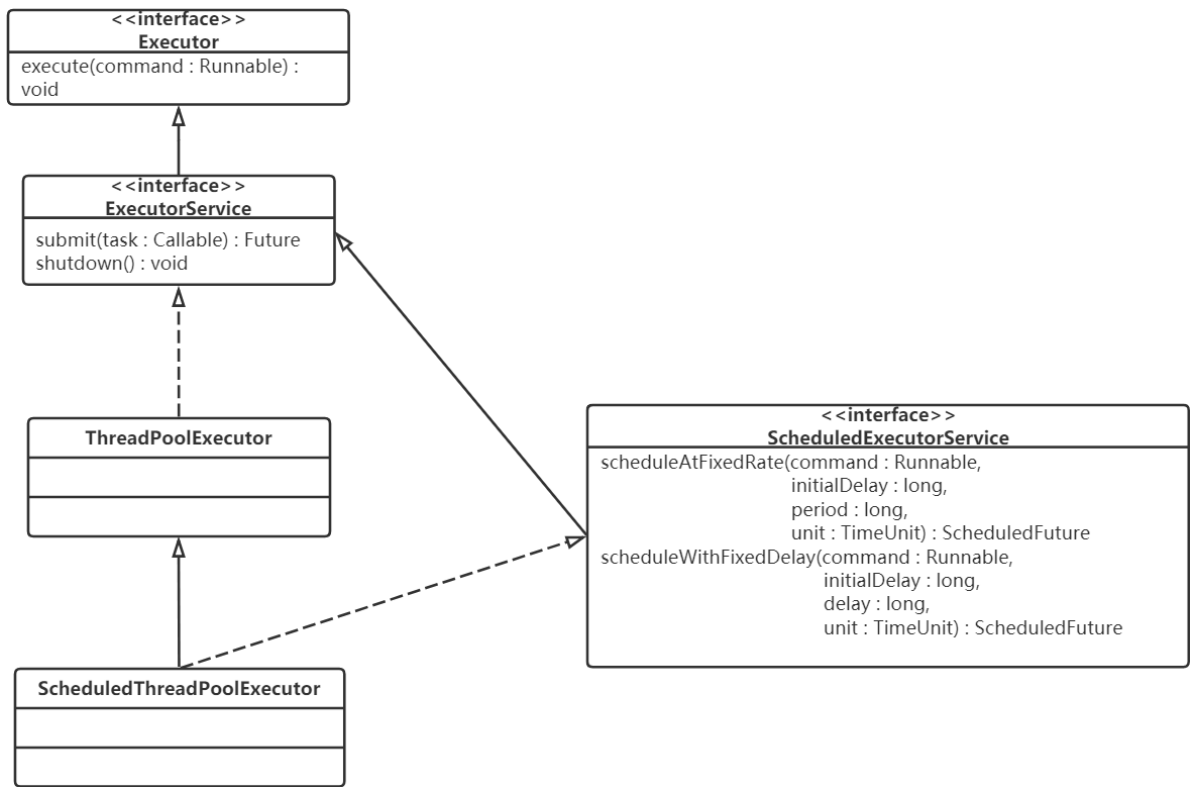 <<interface>>
Executor
execute(command : Runnable) :
void
<<interface>>
ExecutorService
submit(task : Callable) : Future
shutdown() : void
ThreadPoolExecutor
<<interface>>
ScheduledExecutorService
scheduleAtFixedRate(command : Runnable,
initialDelay : long,
period : long,
unit : TimeUnit) : ScheduledFuture
scheduleWithFixedDelay(command : Runnable,
initialDelay : long,
delay : long,
unit : TimeUnit) : ScheduledFuture
ScheduledThreadPoolExecutor